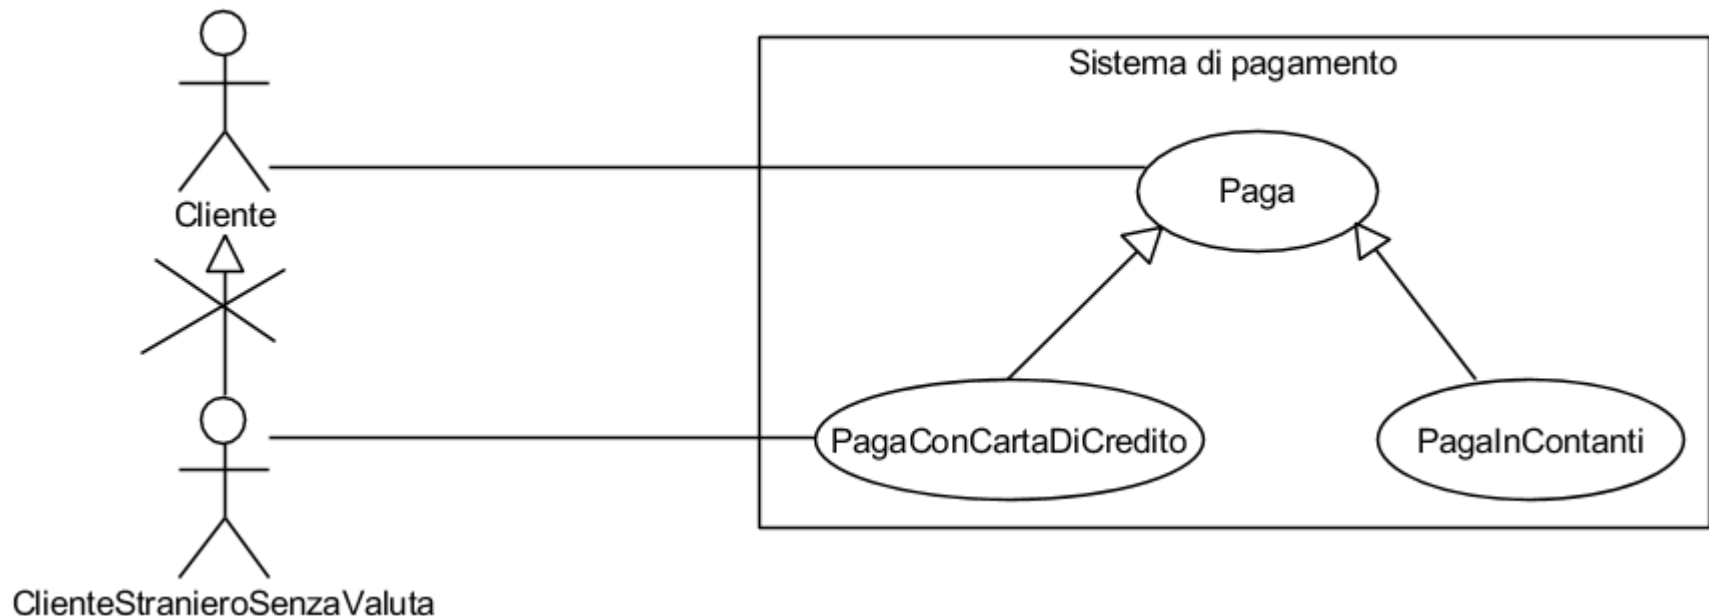 Sistema di pagamento
Paga
Cliente
PagaConCartaDiCredito
PagaInContanti
ClienteStranieroSenzaValuta